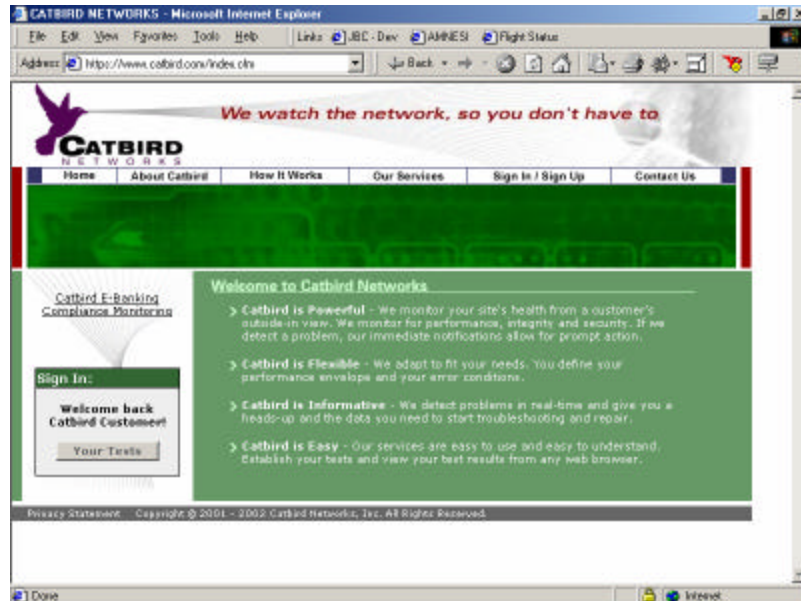 CATBIRD NETWORKS - Microsoft Internet Explorer
File Edit View Favorites Tools Help Links JBC - Dev AMNESI Flight Status
Address https://www.catbird.com/index.cfm Back
We watch the network, so you don't have to
CATBIRD
NETWORKS
Home About Catbird How It Works Our Services Sign In / Sign Up Contact Us
Welcome to Catbird Networks
Catbird E-Banking
Compliance Monitoring
Catbird is Powerful - We monitor your site's health from a customer's
outside-in view. We monitor for performance, integrity and security. If we
detect a problem, our immediate notifications allow for prompt action.
Catbird is Flexible - We adapt to fit your needs. You define your
performance envelope and your error conditions.
Catbird is Informative - We detect problems in real-time and give you a
heads-up and the data you need to start troubleshooting and repair.
Catbird is Easy - Our services are easy to use and easy to understand.
Establish your tests and view your test results from any web browser.
Sign In:
Welcome back
Catbird Customer!
Your Tests
Privacy Statement Copyright © 2001 - 2002 Catbird Networks, Inc. All Rights Reserved.
Done Internet